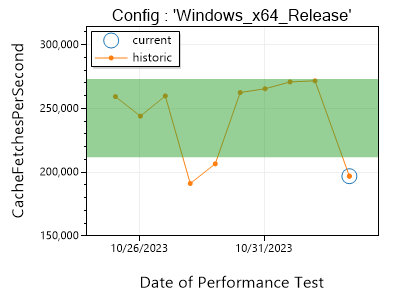 Config : 'Windows_x64_Release'
current
historic
300,000
250,000
200,000
150,000
CacheFetchesPerSecond
10/26/2023
10/31/2023
Date of Performance Test